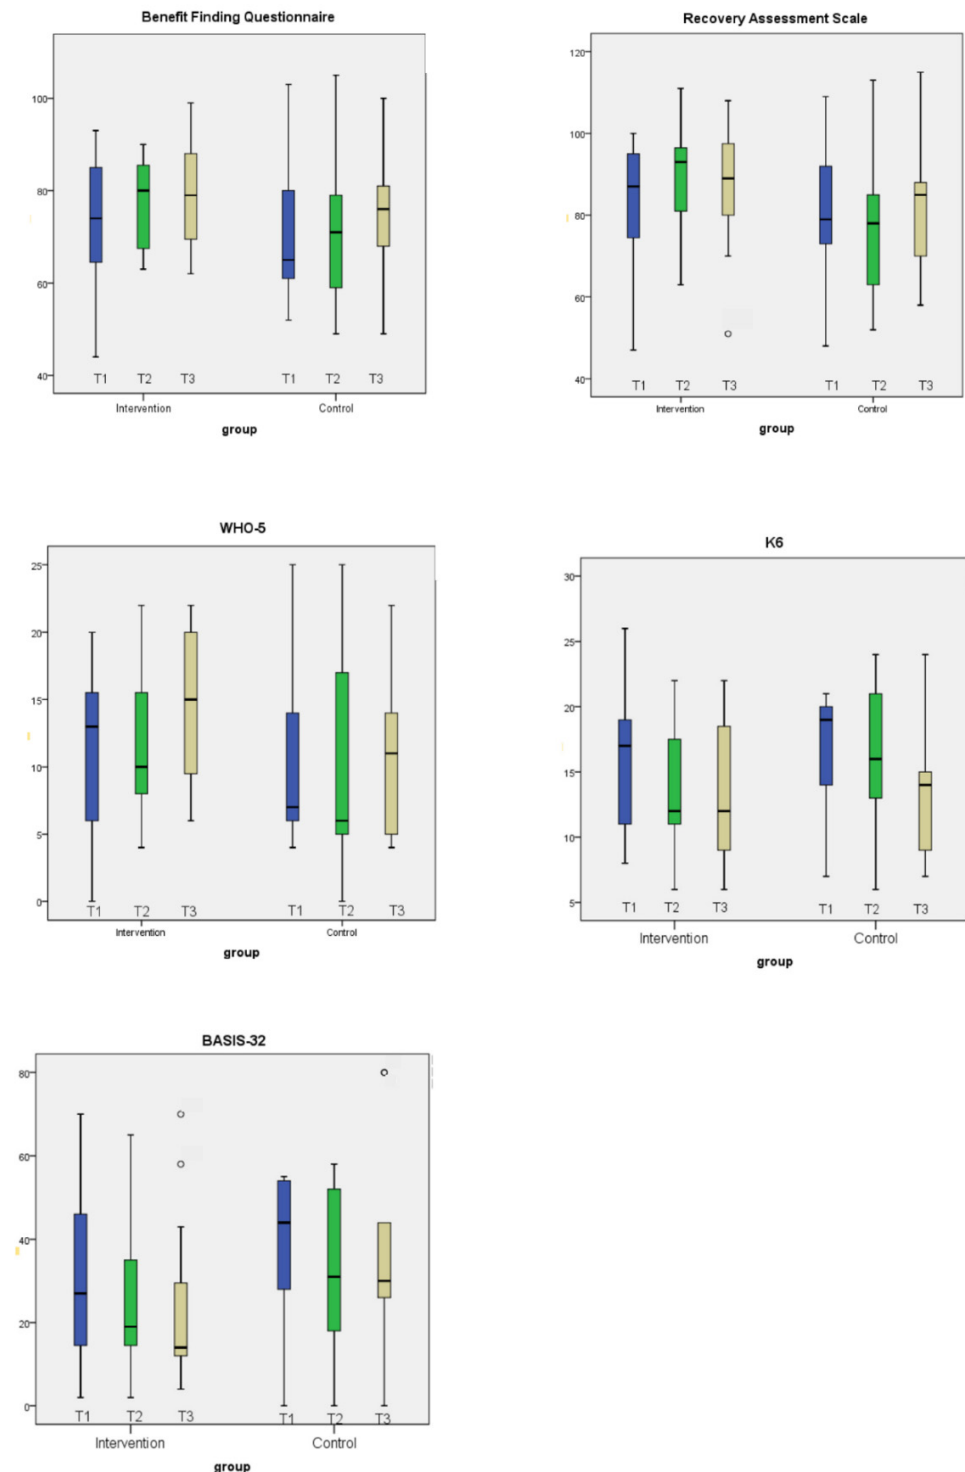 Benefit Finding Questionnaire
100
80
60
40
T1 T2 T3 T1 T2 T3
Intervention Control
group
Recovery Assessment Scale
120
100
80
60
40
T1 T2 T3 T1 T2 T3
Intervention Control
group
WHO-5
25
20
15
10
5
0
T1 T2 T3 T1 T2 T3
Intervention Control
group
K6
30
25
20
15
10
5
T1 T2 T3 T1 T2 T3
Intervention Control
group
BASIS-32
80
60
40
20
0
T1 T2 T3 T1 T2 T3
Intervention Control
group